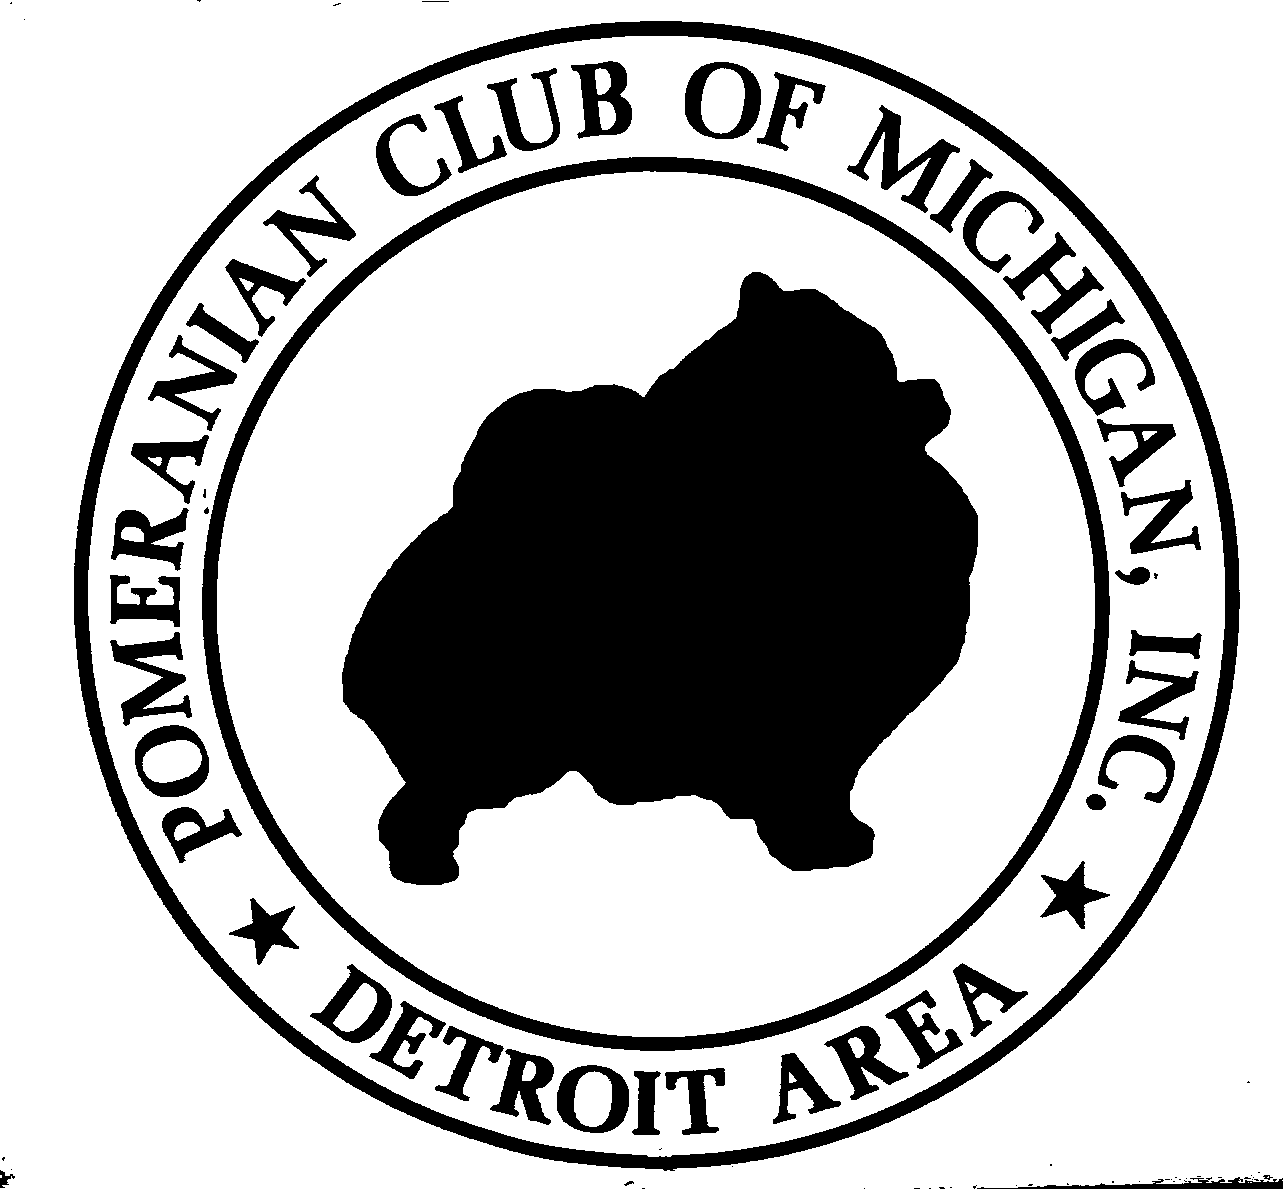 POMERANIAN CLUB OF MICHIGAN, INC.
★ DETROIT AREA ★